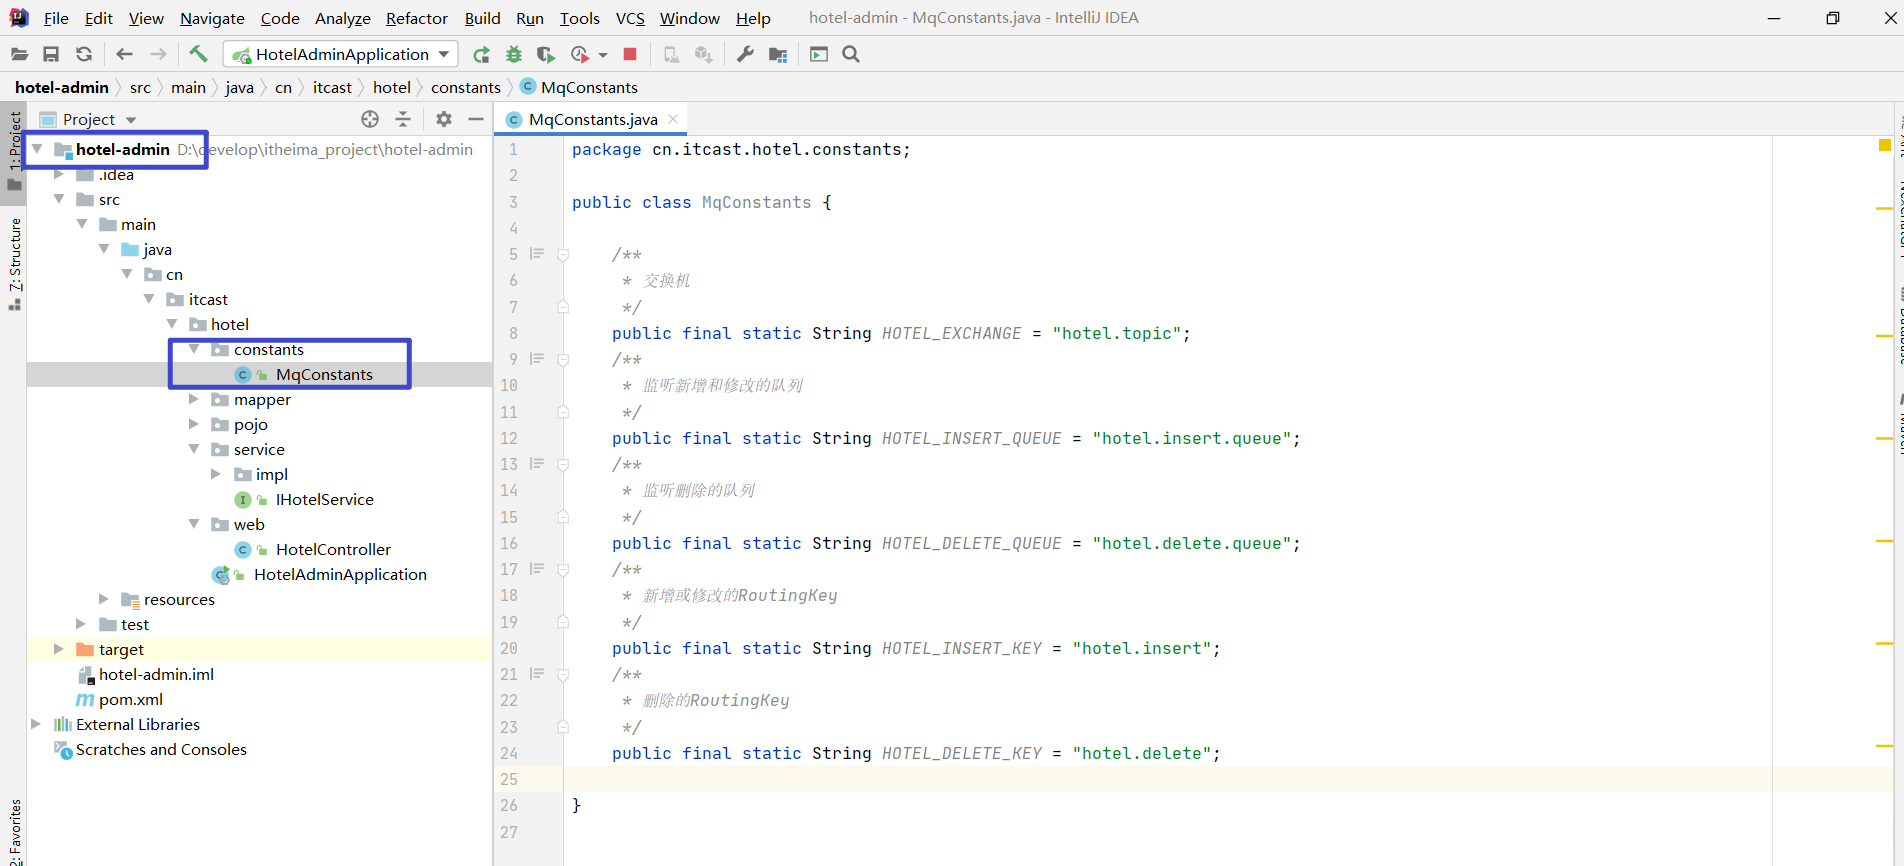 File Edit View Navigate Code Analyze Refactor Build Run Tools VCS Window Help hotel-admin - MqConstants.java - IntelliJ IDEA
HotelAdminApplication
hotel-admin src main java cn itcast hotel constants MqConstants
1: Project
Z: Structure
2: Favorites
Project
hotel-admin D:\develop\itheima_project\hotel-admin
.idea
src
main
java
cn
itcast
hotel
constants
MqConstants
mapper
pojo
service
impl
IHotelService
web
HotelController
HotelAdminApplication
resources
test
target
hotel-admin.iml
pom.xml
External Libraries
Scratches and Consoles
MqConstants.java
1 package cn.itcast.hotel.constants;
2
3 public class MqConstants {
4
5 /**
6 * 交换机
7 */
8 public final static String HOTEL_EXCHANGE = "hotel.topic";
9 /**
10 * 监听新增和修改的队列
11 */
12 public final static String HOTEL_INSERT_QUEUE = "hotel.insert.queue";
13 /**
14 * 监听删除的队列
15 */
16 public final static String HOTEL_DELETE_QUEUE = "hotel.delete.queue";
17 /**
18 * 新增或修改的RoutingKey
19 */
20 public final static String HOTEL_INSERT_KEY = "hotel.insert";
21 /**
22 * 删除的RoutingKey
23 */
24 public final static String HOTEL_DELETE_KEY = "hotel.delete";
25
26 }
27